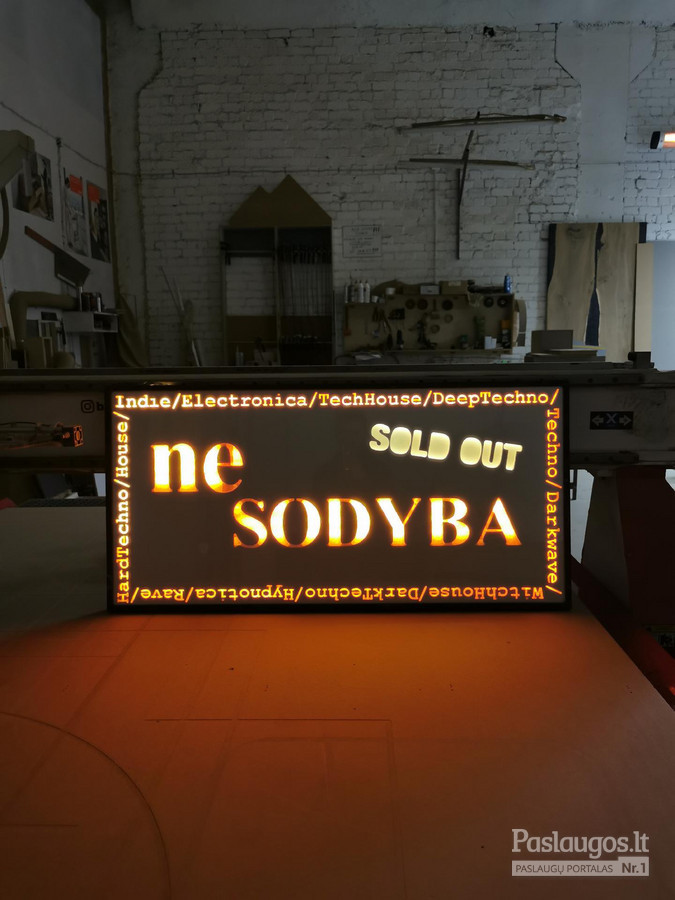 Indie/Electronica/TechHouse/DeepTechno/
Techno/Darkwave/
WitchHouse/DarkTechno/Hypnotica/Rave/
HardTechno/House/
ne
SOLD OUT
SODYBA
Paslaugos.lt
PASLAUGŲ PORTALAS Nr.1